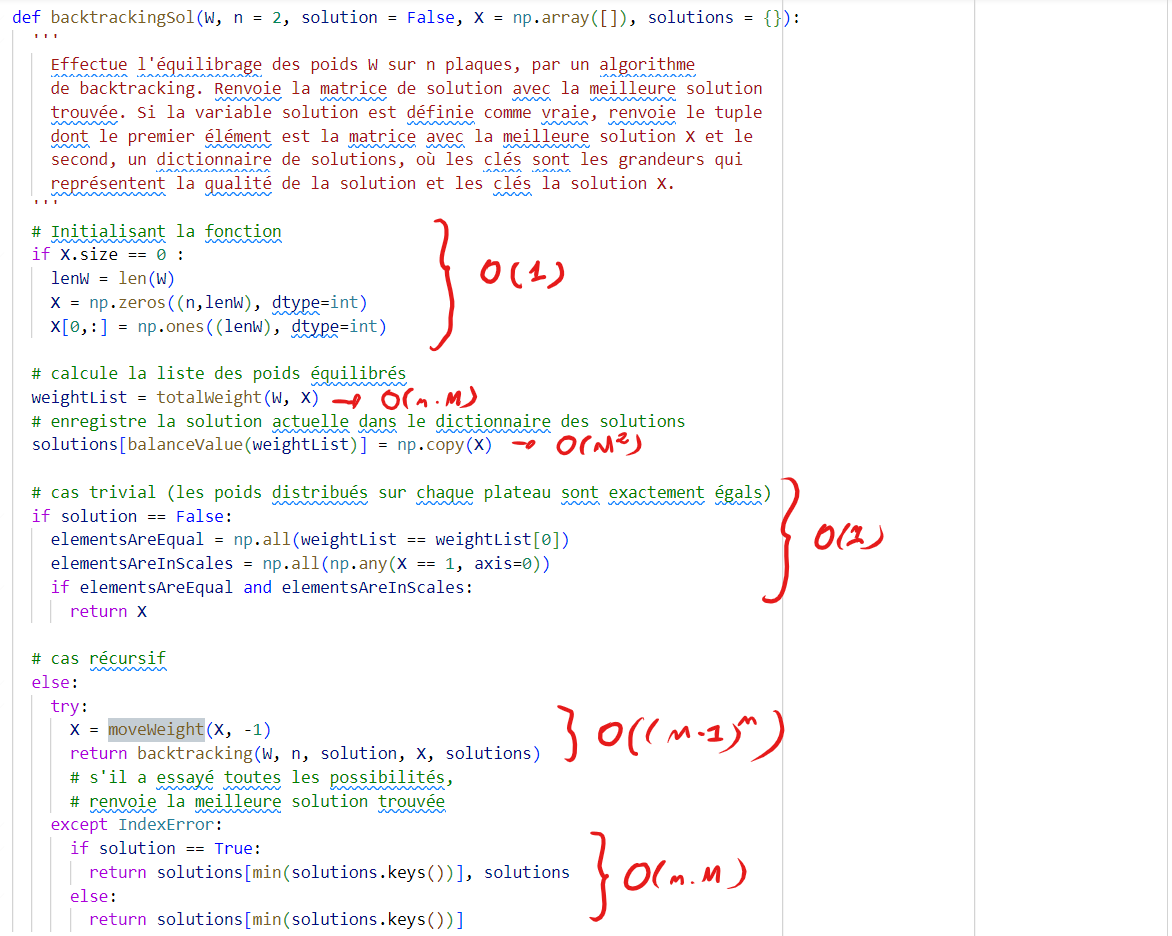 def backtrackingSol(W, n = 2, solution = False, X = np.array([]), solutions = {}):
'''
Effectue l'équilibrage des poids W sur n plaques, par un algorithme
de backtracking. Renvoie la matrice de solution avec la meilleure solution
trouvée. Si la variable solution est définie comme vraie, renvoie le tuple
dont le premier élément est la matrice avec la meilleure solution X et le
second, un dictionnaire de solutions, où les clés sont les grandeurs qui
représentent la qualité de la solution et les clés la solution X.
'''
# Initialisant la fonction
if X.size == 0 :
lenW = len(W)
O(1)
X = np.zeros((n,lenW), dtype=int)
X[0,:] = np.ones((lenW), dtype=int)
# calcule la liste des poids équilibrés
weightList = totalWeight(W, X) → O(n.M)
# enregistre la solution actuelle dans le dictionnaire des solutions
solutions[balanceValue(weightList)] = np.copy(X) → O(M²)
# cas trivial (les poids distribués sur chaque plateau sont exactement égals)
if solution == False:
elementsAreEqual = np.all(weightList == weightList[0]) O(1)
elementsAreInScales = np.all(np.any(X == 1, axis=0))
if elementsAreEqual and elementsAreInScales:
return X
# cas récursif
else:
try:
X = moveWeight(X, -1) O((M-1)^n)
return backtracking(W, n, solution, X, solutions)
# s'il a essayé toutes les possibilités,
# renvoie la meilleure solution trouvée
except IndexError:
if solution == True:
return solutions[min(solutions.keys())], solutions O(n.M)
else:
return solutions[min(solutions.keys())]